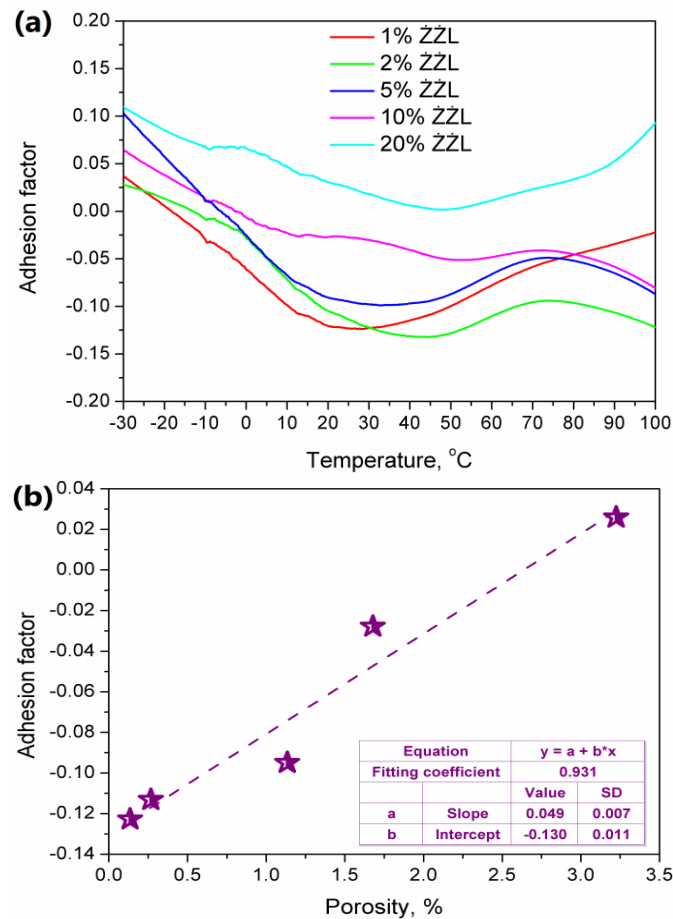 (a)
0.20
0.15
0.10
0.05
0.00
-0.05
-0.10
-0.15
-0.20
Adhesion factor
1% ŻŻL
2% ŻŻL
5% ŻŻL
10% ŻŻL
20% ŻŻL
-30 -20 -10 0 10 20 30 40 50 60 70 80 90 100
Temperature, °C
(b)
0.04
0.02
0.00
-0.02
-0.04
-0.06
-0.08
-0.10
-0.12
-0.14
Adhesion factor
Equation y = a + b*x
Fitting coefficient 0.931
Value SD
a Slope 0.049 0.007
b Intercept -0.130 0.011
0.0 0.5 1.0 1.5 2.0 2.5 3.0 3.5
Porosity, %